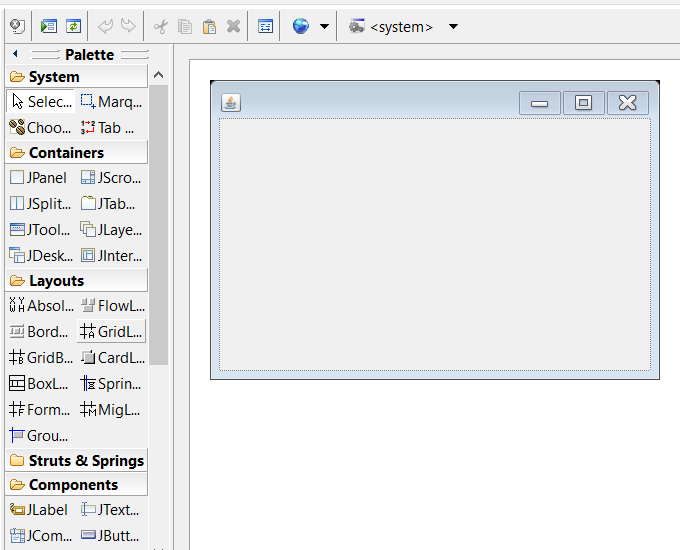 <system>
Palette
System
Selec... Marq...
Choo... Tab ...
Containers
JPanel JScro...
JSplit... JTab...
JTool... JLaye...
JDesk... JInter...
Layouts
Absol... FlowL...
Bord... GridL...
GridB... CardL...
BoxL... Sprin...
Form... MigL...
Grou...
Struts & Springs
Components
JLabel JText...
JCom... JButt...